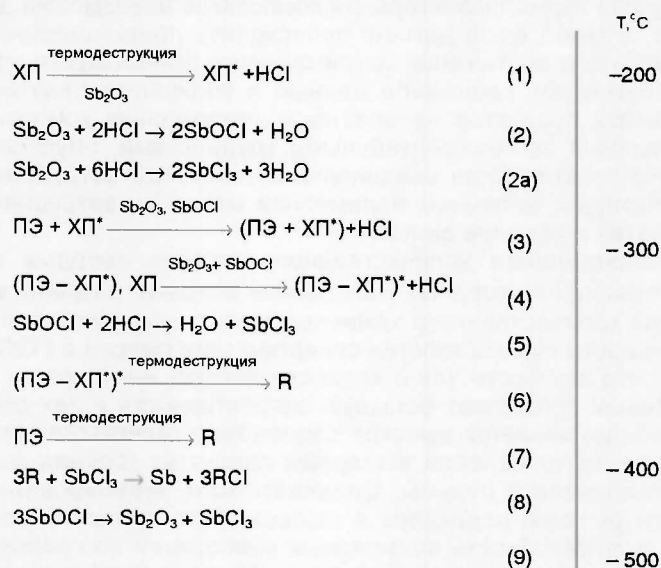 T,°C
термодеструкция
ХП → ХП* +HCl (1) –200
Sb₂O₃
Sb₂O₃ + 2HCl → 2SbOCl + H₂O (2)
Sb₂O₃ + 6HCl → 2SbCl₃ + 3H₂O (2a)
Sb₂O₃, SbOCl
ПЭ + ХП* → (ПЭ + ХП*)+HCl (3)
–300
Sb₂O₃+ SbOCl
(ПЭ – ХП*), ХП → (ПЭ – ХП*)* +HCl (4)
SbOCl + 2HCl → H₂O + SbCl₃ (5)
термодеструкция
(ПЭ – ХП*)* → R (6)
термодеструкция
ПЭ → R (7)
–400
3R + SbCl₃ → Sb + 3RCl (8)
3SbOCl → Sb₂O₃ + SbCl₃ (9)
–500